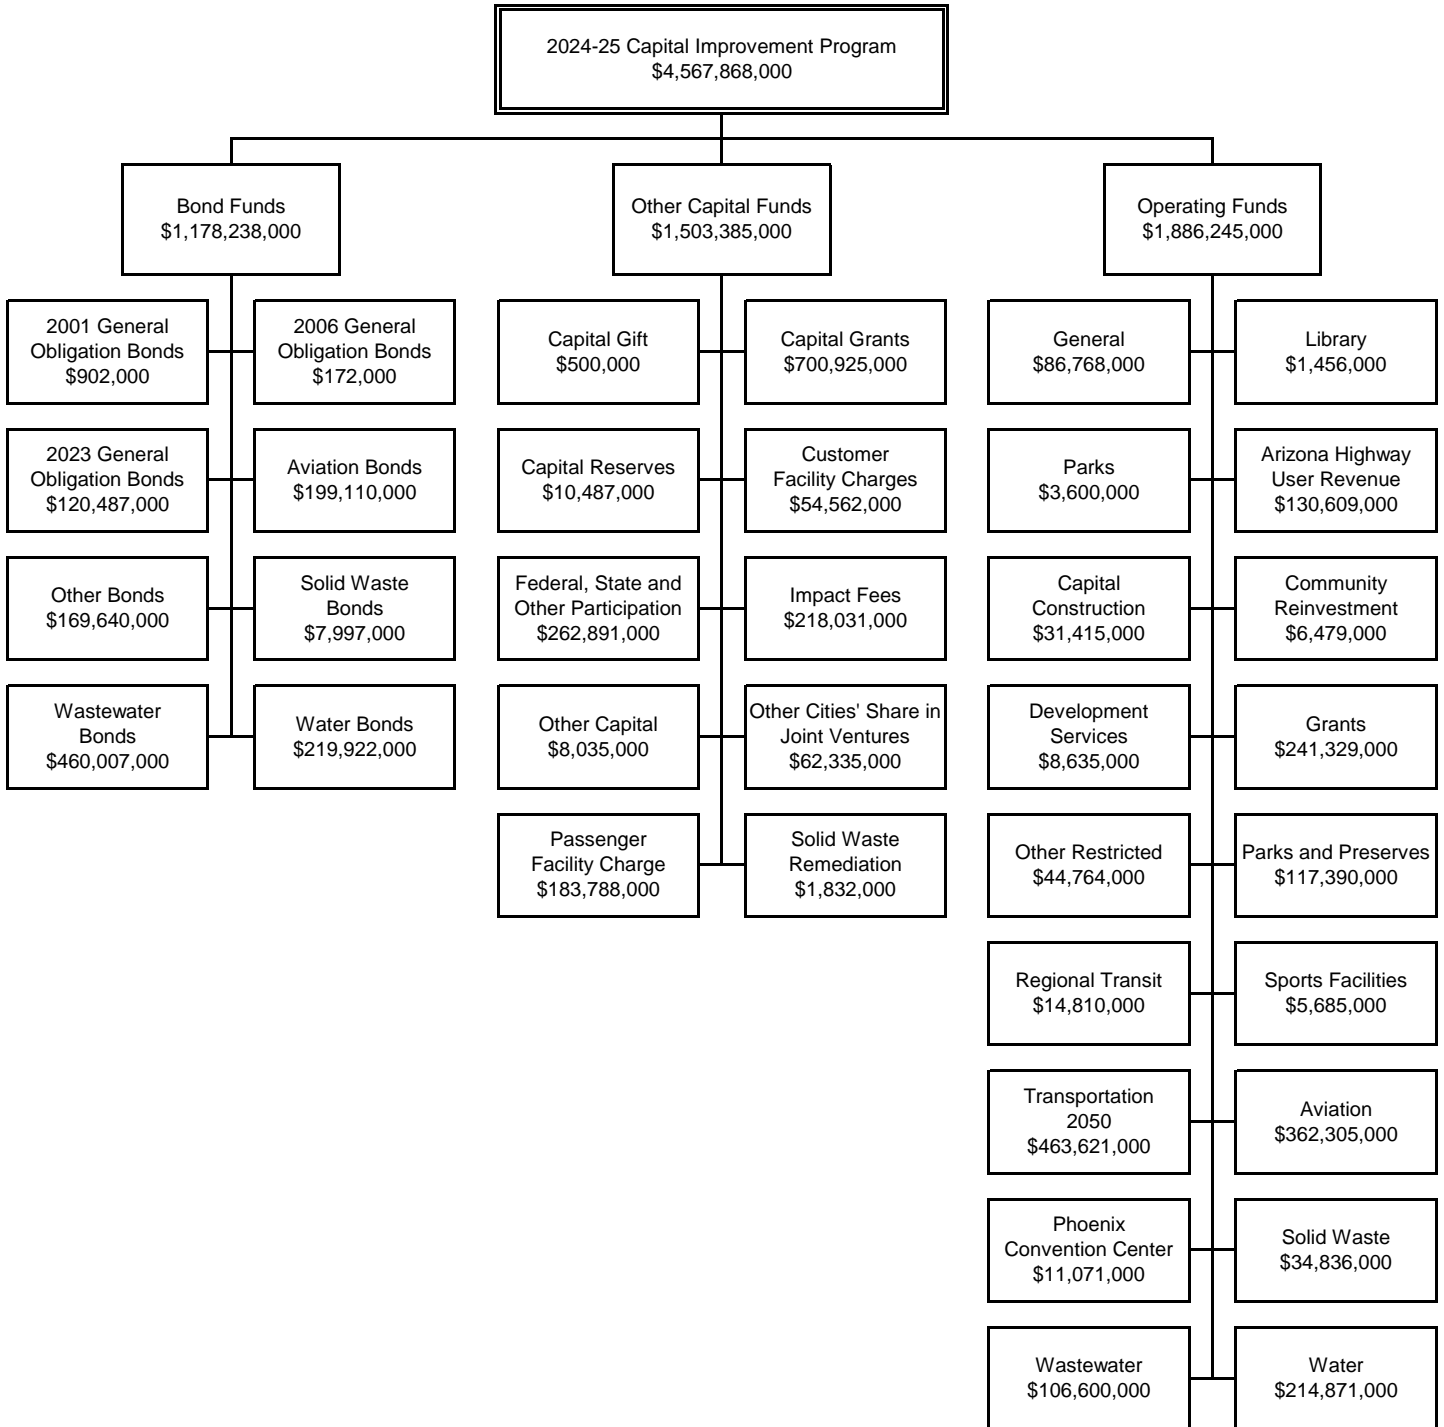 2024-25 Capital Improvement Program
$4,567,868,000
Bond Funds
$1,178,238,000
Other Capital Funds
$1,503,385,000
Operating Funds
$1,886,245,000
2001 General
Obligation Bonds
$902,000
2006 General
Obligation Bonds
$172,000
Capital Gift
$500,000
Capital Grants
$700,925,000
General
$86,768,000
Library
$1,456,000
2023 General
Obligation Bonds
$120,487,000
Aviation Bonds
$199,110,000
Capital Reserves
$10,487,000
Customer
Facility Charges
$54,562,000
Parks
$3,600,000
Arizona Highway
User Revenue
$130,609,000
Other Bonds
$169,640,000
Solid Waste
Bonds
$7,997,000
Federal, State and
Other Participation
$262,891,000
Impact Fees
$218,031,000
Capital
Construction
$31,415,000
Community
Reinvestment
$6,479,000
Wastewater
Bonds
$460,007,000
Water Bonds
$219,922,000
Other Capital
$8,035,000
Other Cities' Share in
Joint Ventures
$62,335,000
Development
Services
$8,635,000
Grants
$241,329,000
Passenger
Facility Charge
$183,788,000
Solid Waste
Remediation
$1,832,000
Other Restricted
$44,764,000
Parks and Preserves
$117,390,000
Regional Transit
$14,810,000
Sports Facilities
$5,685,000
Transportation
2050
$463,621,000
Aviation
$362,305,000
Phoenix
Convention Center
$11,071,000
Solid Waste
$34,836,000
Wastewater
$106,600,000
Water
$214,871,000